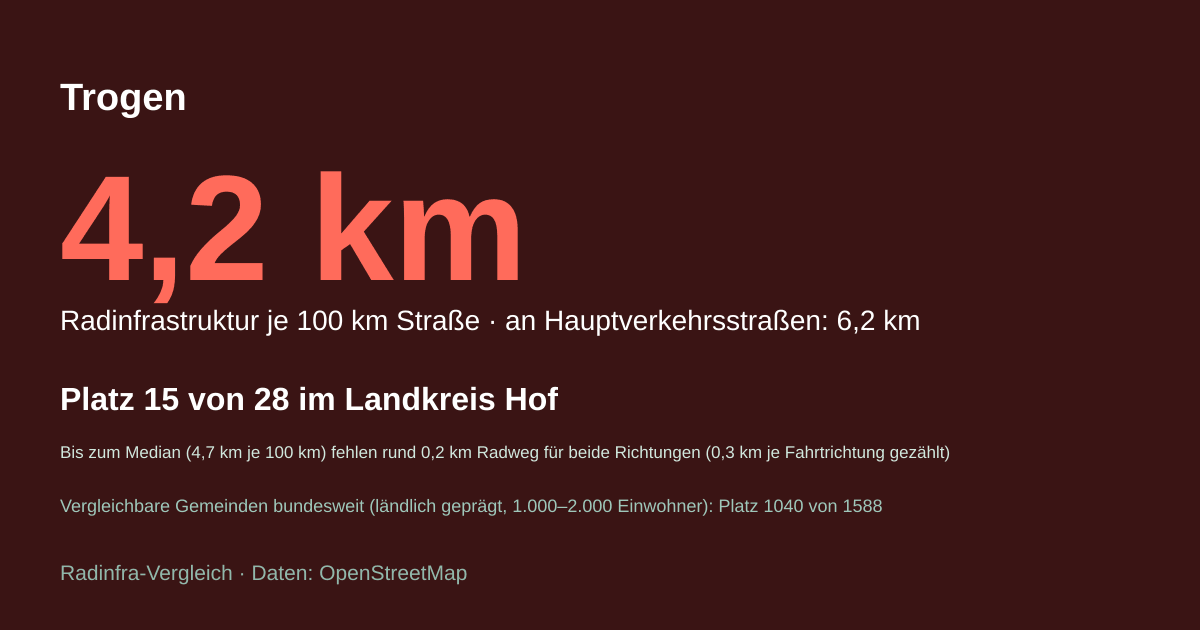 Trogen
4,2 km
Radinfrastruktur je 100 km Straße · an Hauptverkehrsstraßen: 6,2 km
Platz 15 von 28 im Landkreis Hof
Bis zum Median (4,7 km je 100 km) fehlen rund 0,2 km Radweg für beide Richtungen (0,3 km je Fahrtrichtung gezählt)
Vergleichbare Gemeinden bundesweit (ländlich geprägt, 1.000–2.000 Einwohner): Platz 1040 von 1588
Radinfra-Vergleich · Daten: OpenStreetMap